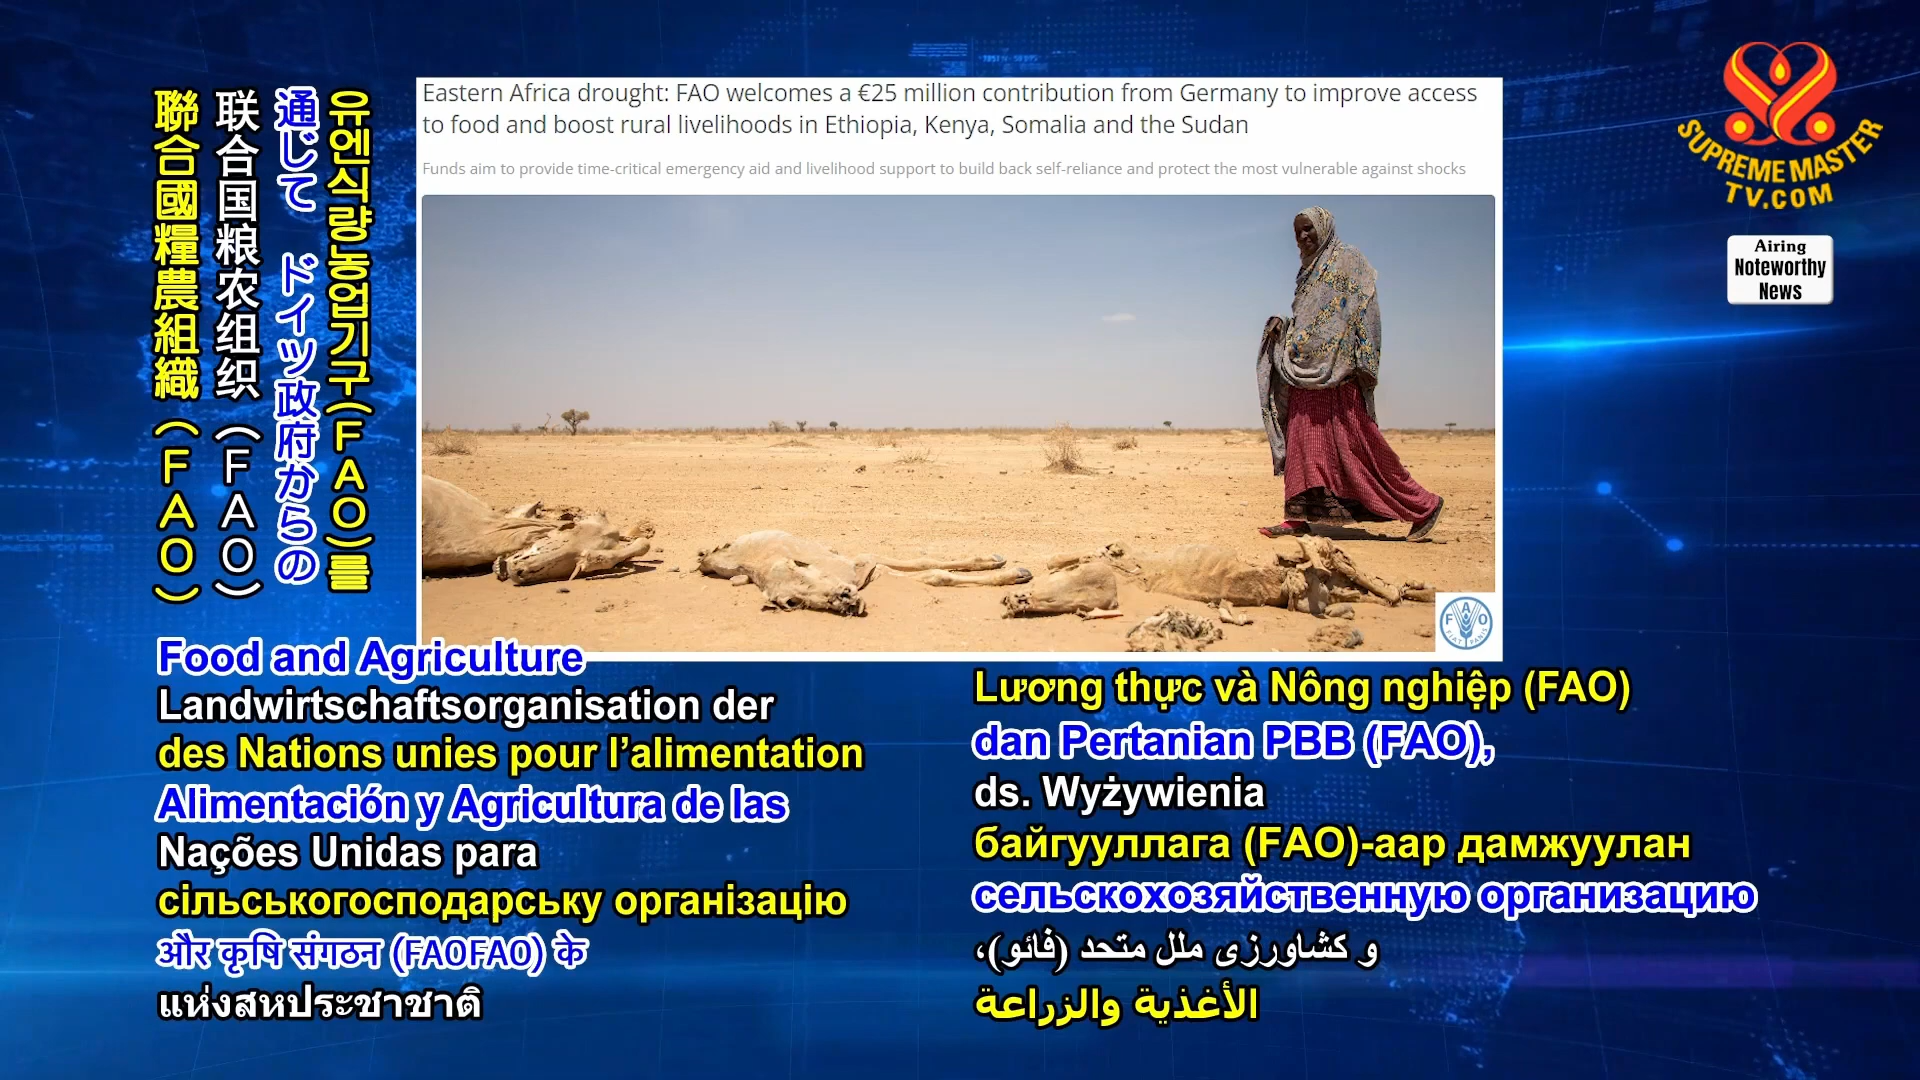 Eastern Africa drought: FAO welcomes a €25 million contribution from Germany to improve access
to food and boost rural livelihoods in Ethiopia, Kenya, Somalia and the Sudan
Funds aim to provide time-critical emergency aid and livelihood support to build back self-reliance and protect the most vulnerable against shocks
SUPREME MASTER
TV.COM
Airing
Noteworthy
News
유엔식량농업기구(FAO)를
通じて ドイツ政府からの
联合国粮农组织（FAO）
聯合國糧農組織（FAO）
FAO
FIAT PANIS
Food and Agriculture
Landwirtschaftsorganisation der
des Nations unies pour l’alimentation
Alimentación y Agricultura de las
Nações Unidas para
сільськогосподарську організацію
और कृषि संगठन (FAOFAO) के
แห่งสหประชาชาติ
Lương thực và Nông nghiệp (FAO)
dan Pertanian PBB (FAO),
ds. Wyżywienia
байгууллага (FAO)-аар дамжуулан
сельскохозяйственную организацию
و کشاورزی ملل متحد (فائو)،
الأغذية والزراعة